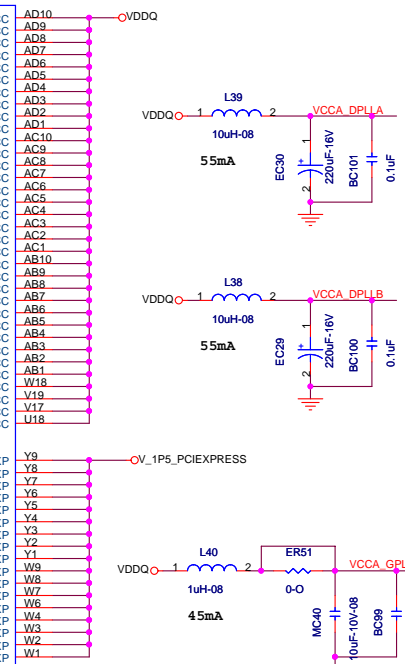 AD10
AD9
AD8
AD7
AD6
AD5
AD4
AD3
AD2
AD1
AC10
AC9
AC8
AC7
AC6
AC5
AC4
AC3
AC2
AC1
AB10
AB9
AB8
AB7
AB6
AB5
AB4
AB3
AB2
AB1
W18
V19
V17
U18
VDDQ
L39
VDDQ 1 2 VCCA_DPLLA
10uH-08
55mA
EC30
+
1
2
220uF-16V
BC101
0.1uF
L38
VDDQ 1 2 VCCA_DPLLB
10uH-08
55mA
EC29
+
1
2
220uF-16V
BC100
0.1uF
Y9
Y8
Y7
Y6
Y5
Y4
Y3
Y2
Y1
W9
W8
W7
W6
W4
W3
W2
W1
V_1P5_PCIEXPRESS
L40
VDDQ 1 2
1uH-08
45mA
ER51
0-O
VCCA_GPL
MC40
10uF-10V-08
BC99